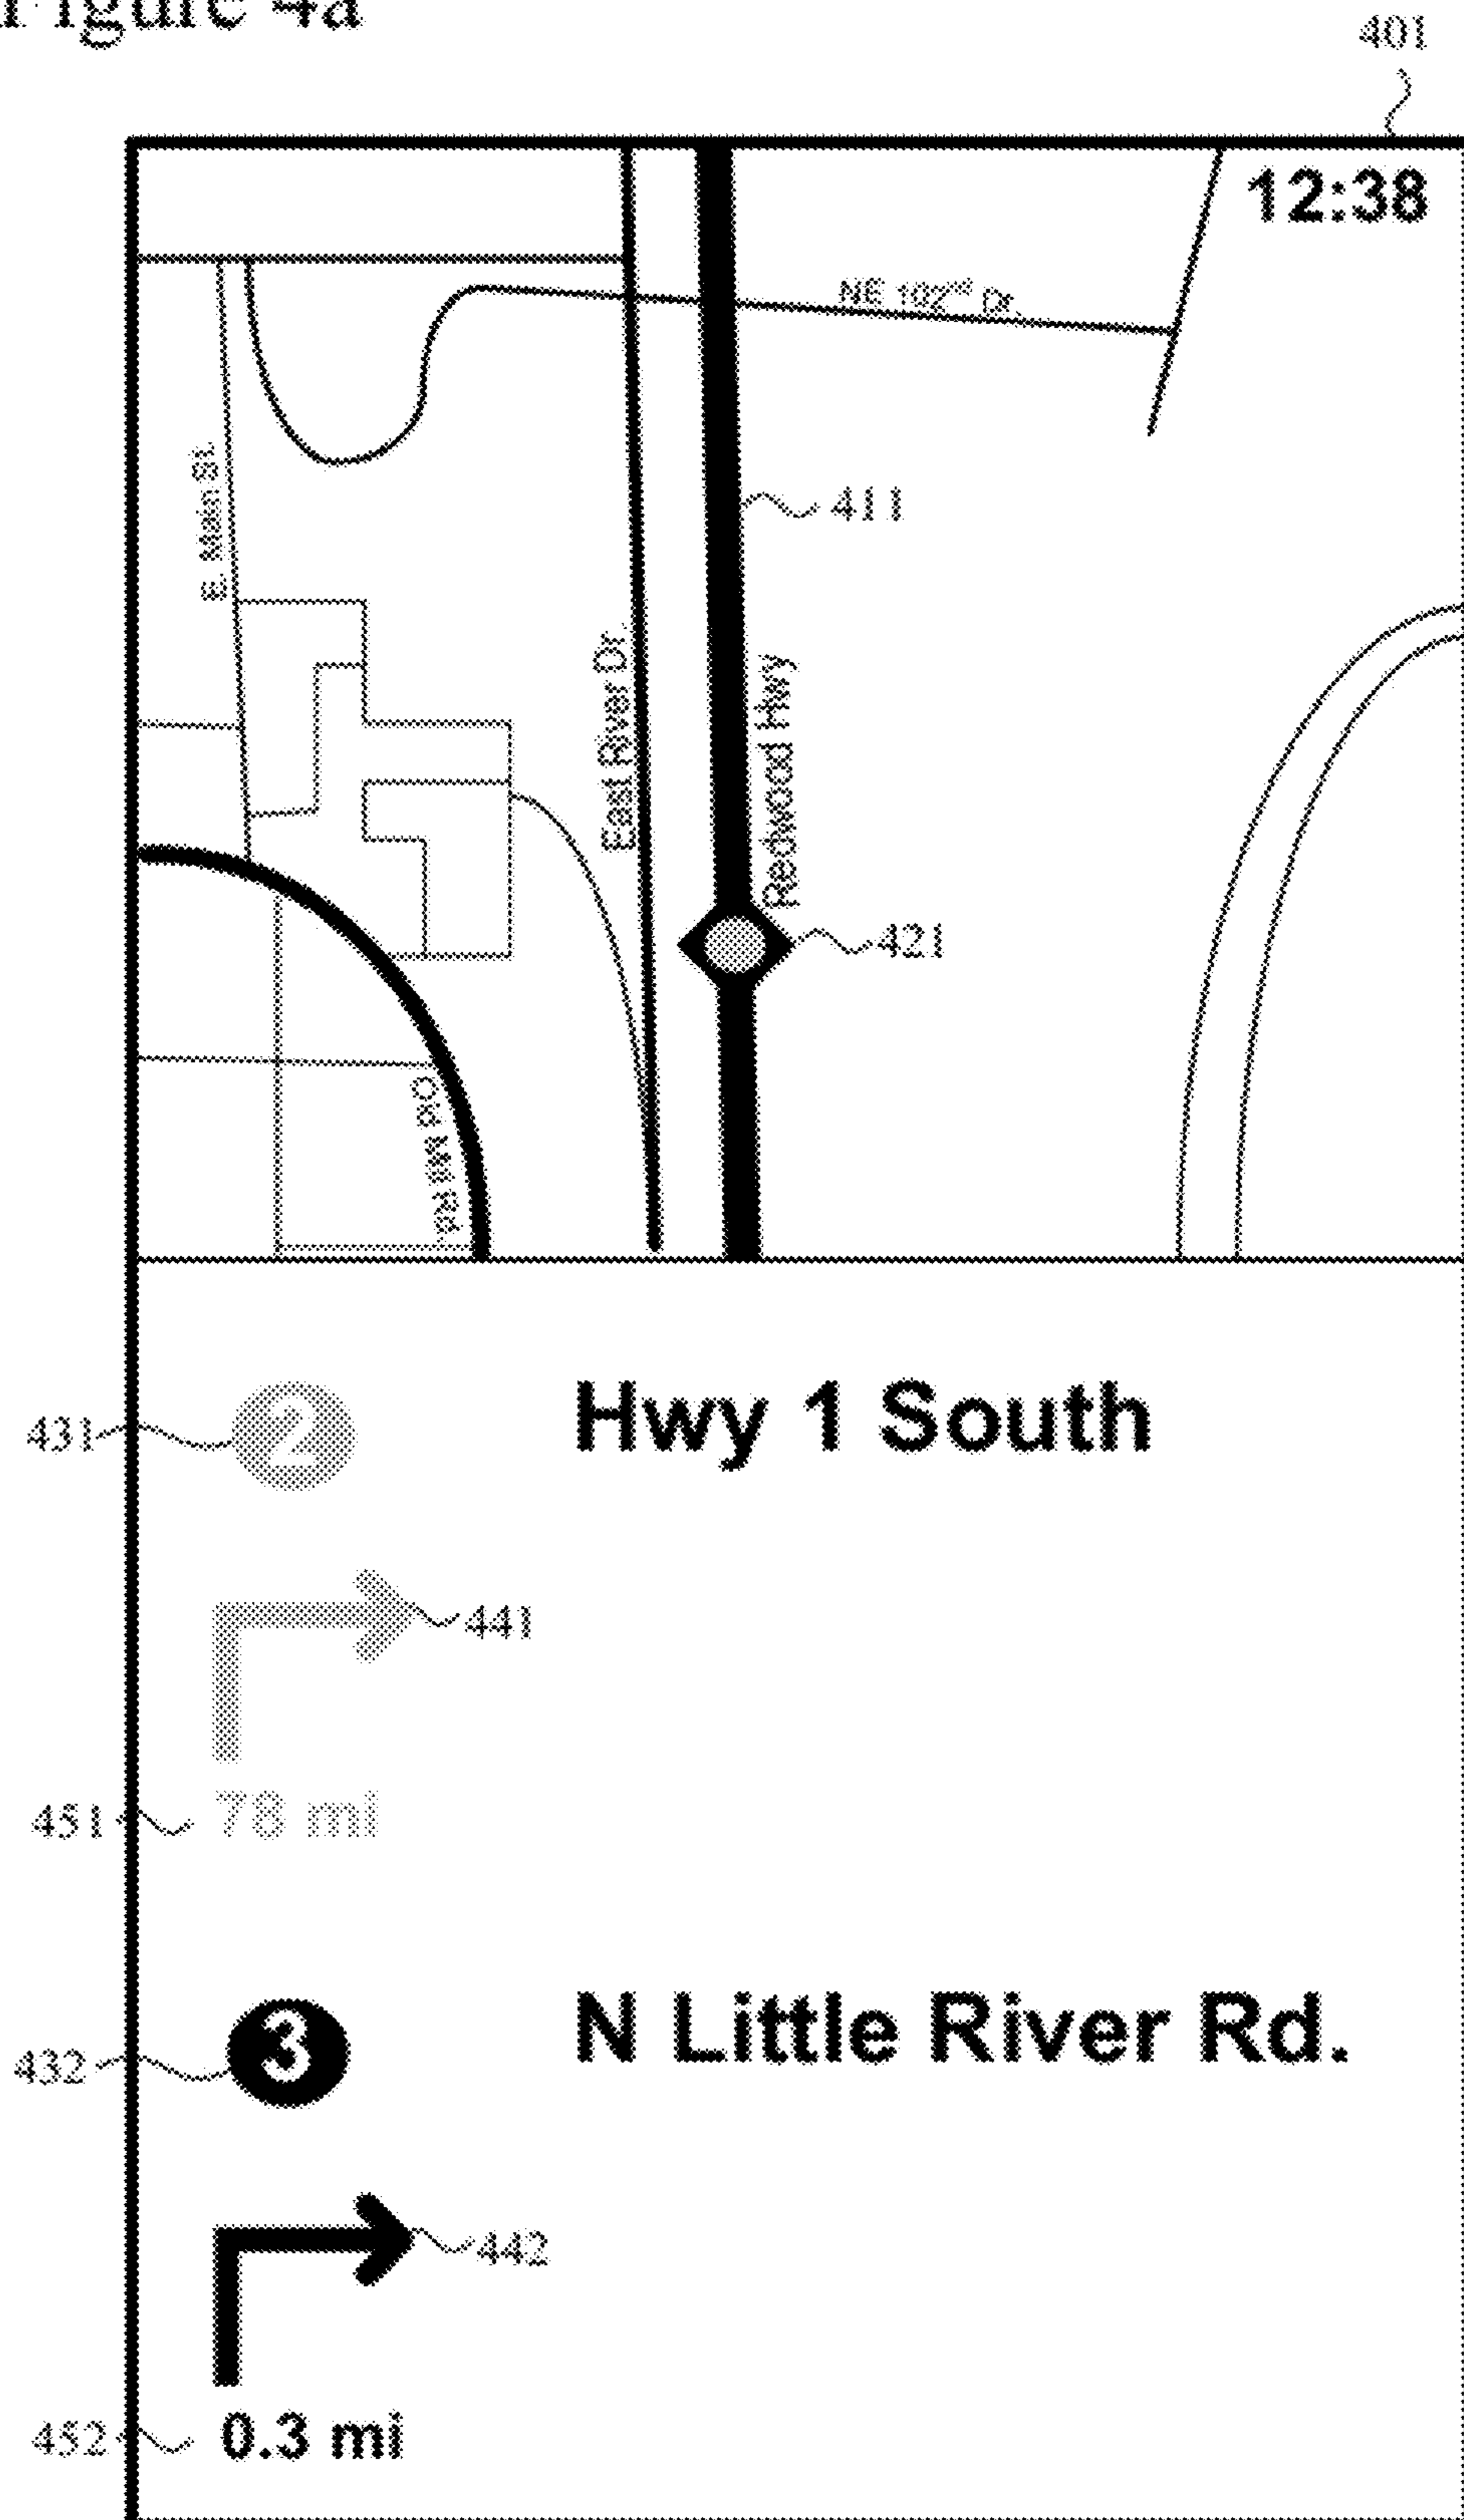 Figure 4a
401
12:38
NE 102nd Dr.
E. Main St.
411
East River Dr.
Redwood Hwy
421
Old Mill Rd.
431
2
Hwy 1 South
441
451
78 mi
432
3
N Little River Rd.
442
452
0.3 mi